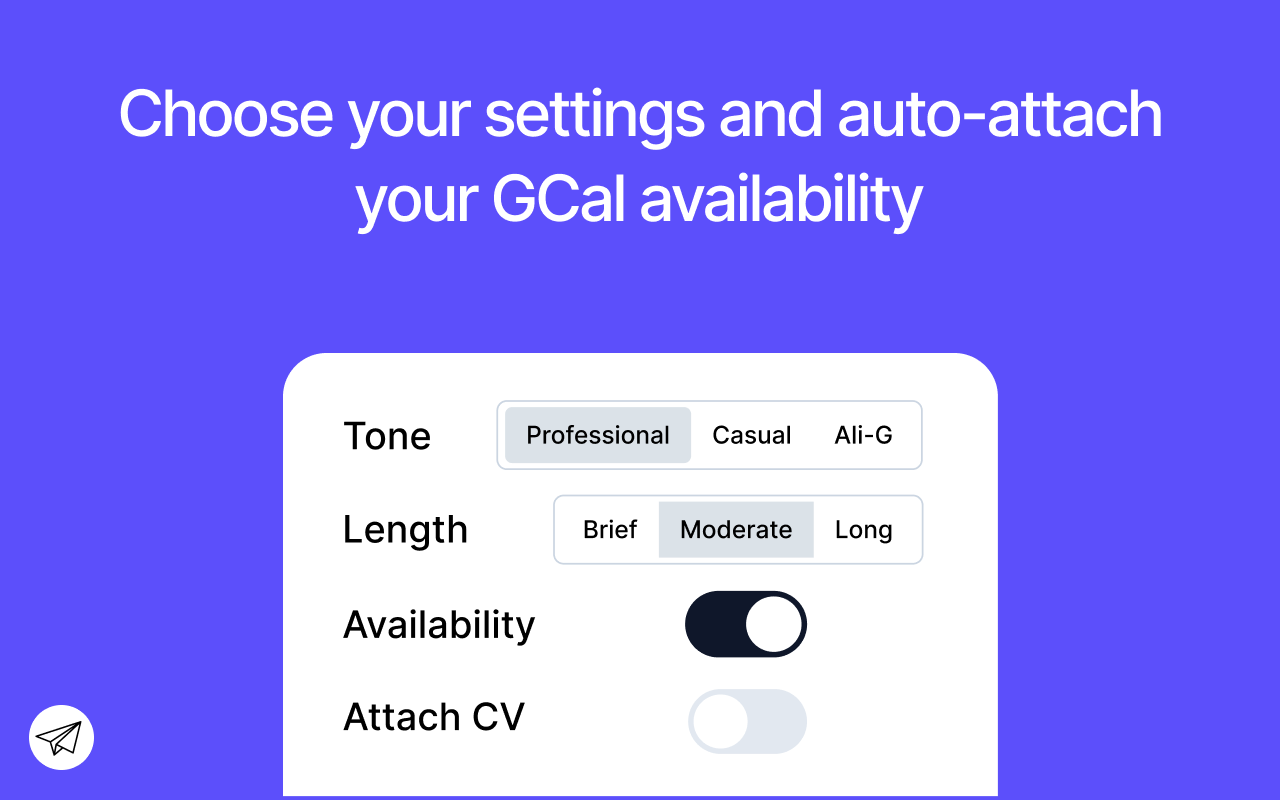 Choose your settings and auto-attach
your GCal availability
Tone Professional Casual Ali-G
Length Brief Moderate Long
Availability
Attach CV